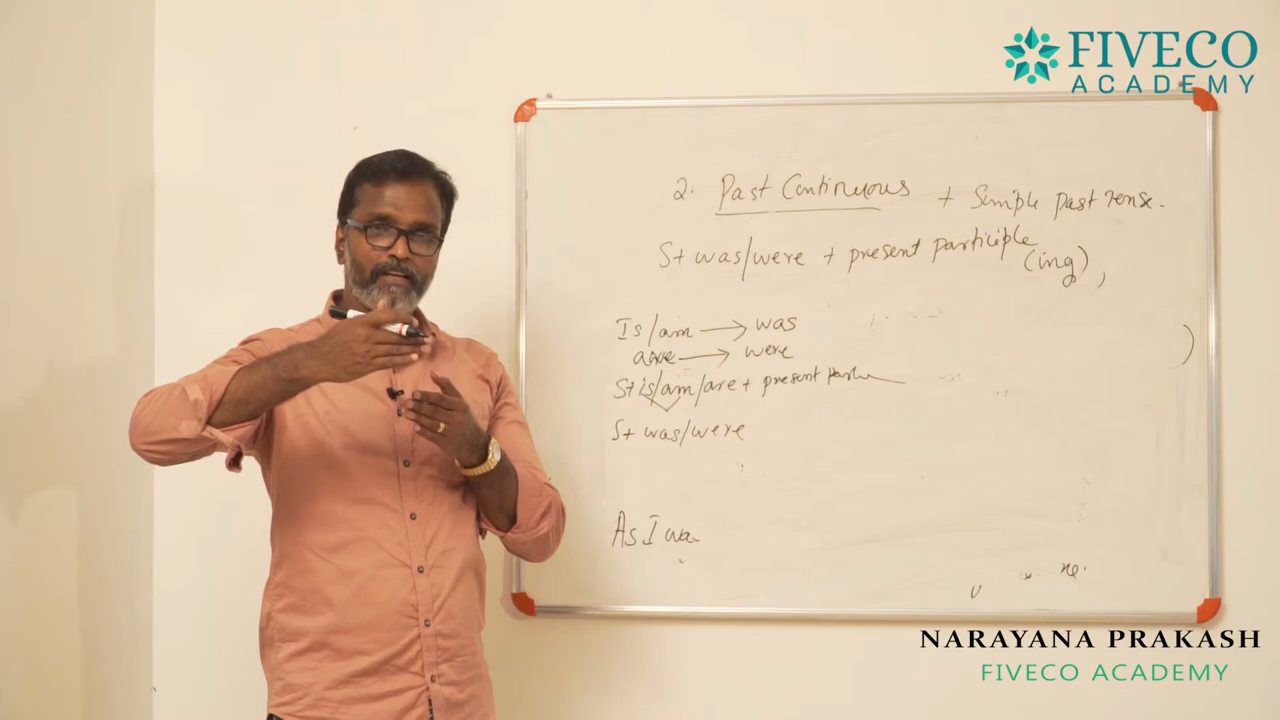 FIVECO
ACADEMY
2. Past Continuous + Simple past tense.
S+ was/were + present participle
(ing),
Is/am → was
are → were
S+ is/am/are + present
S+ was/were
As I wa
)
ne.
NARAYANA PRAKASH
FIVECO ACADEMY